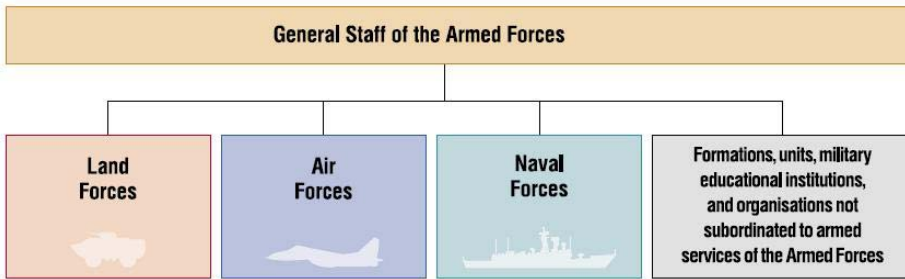 General Staff of the Armed Forces
Land
Forces
Air
Forces
Naval
Forces
Formations, units, military
educational institutions,
and organisations not
subordinated to armed
services of the Armed Forces